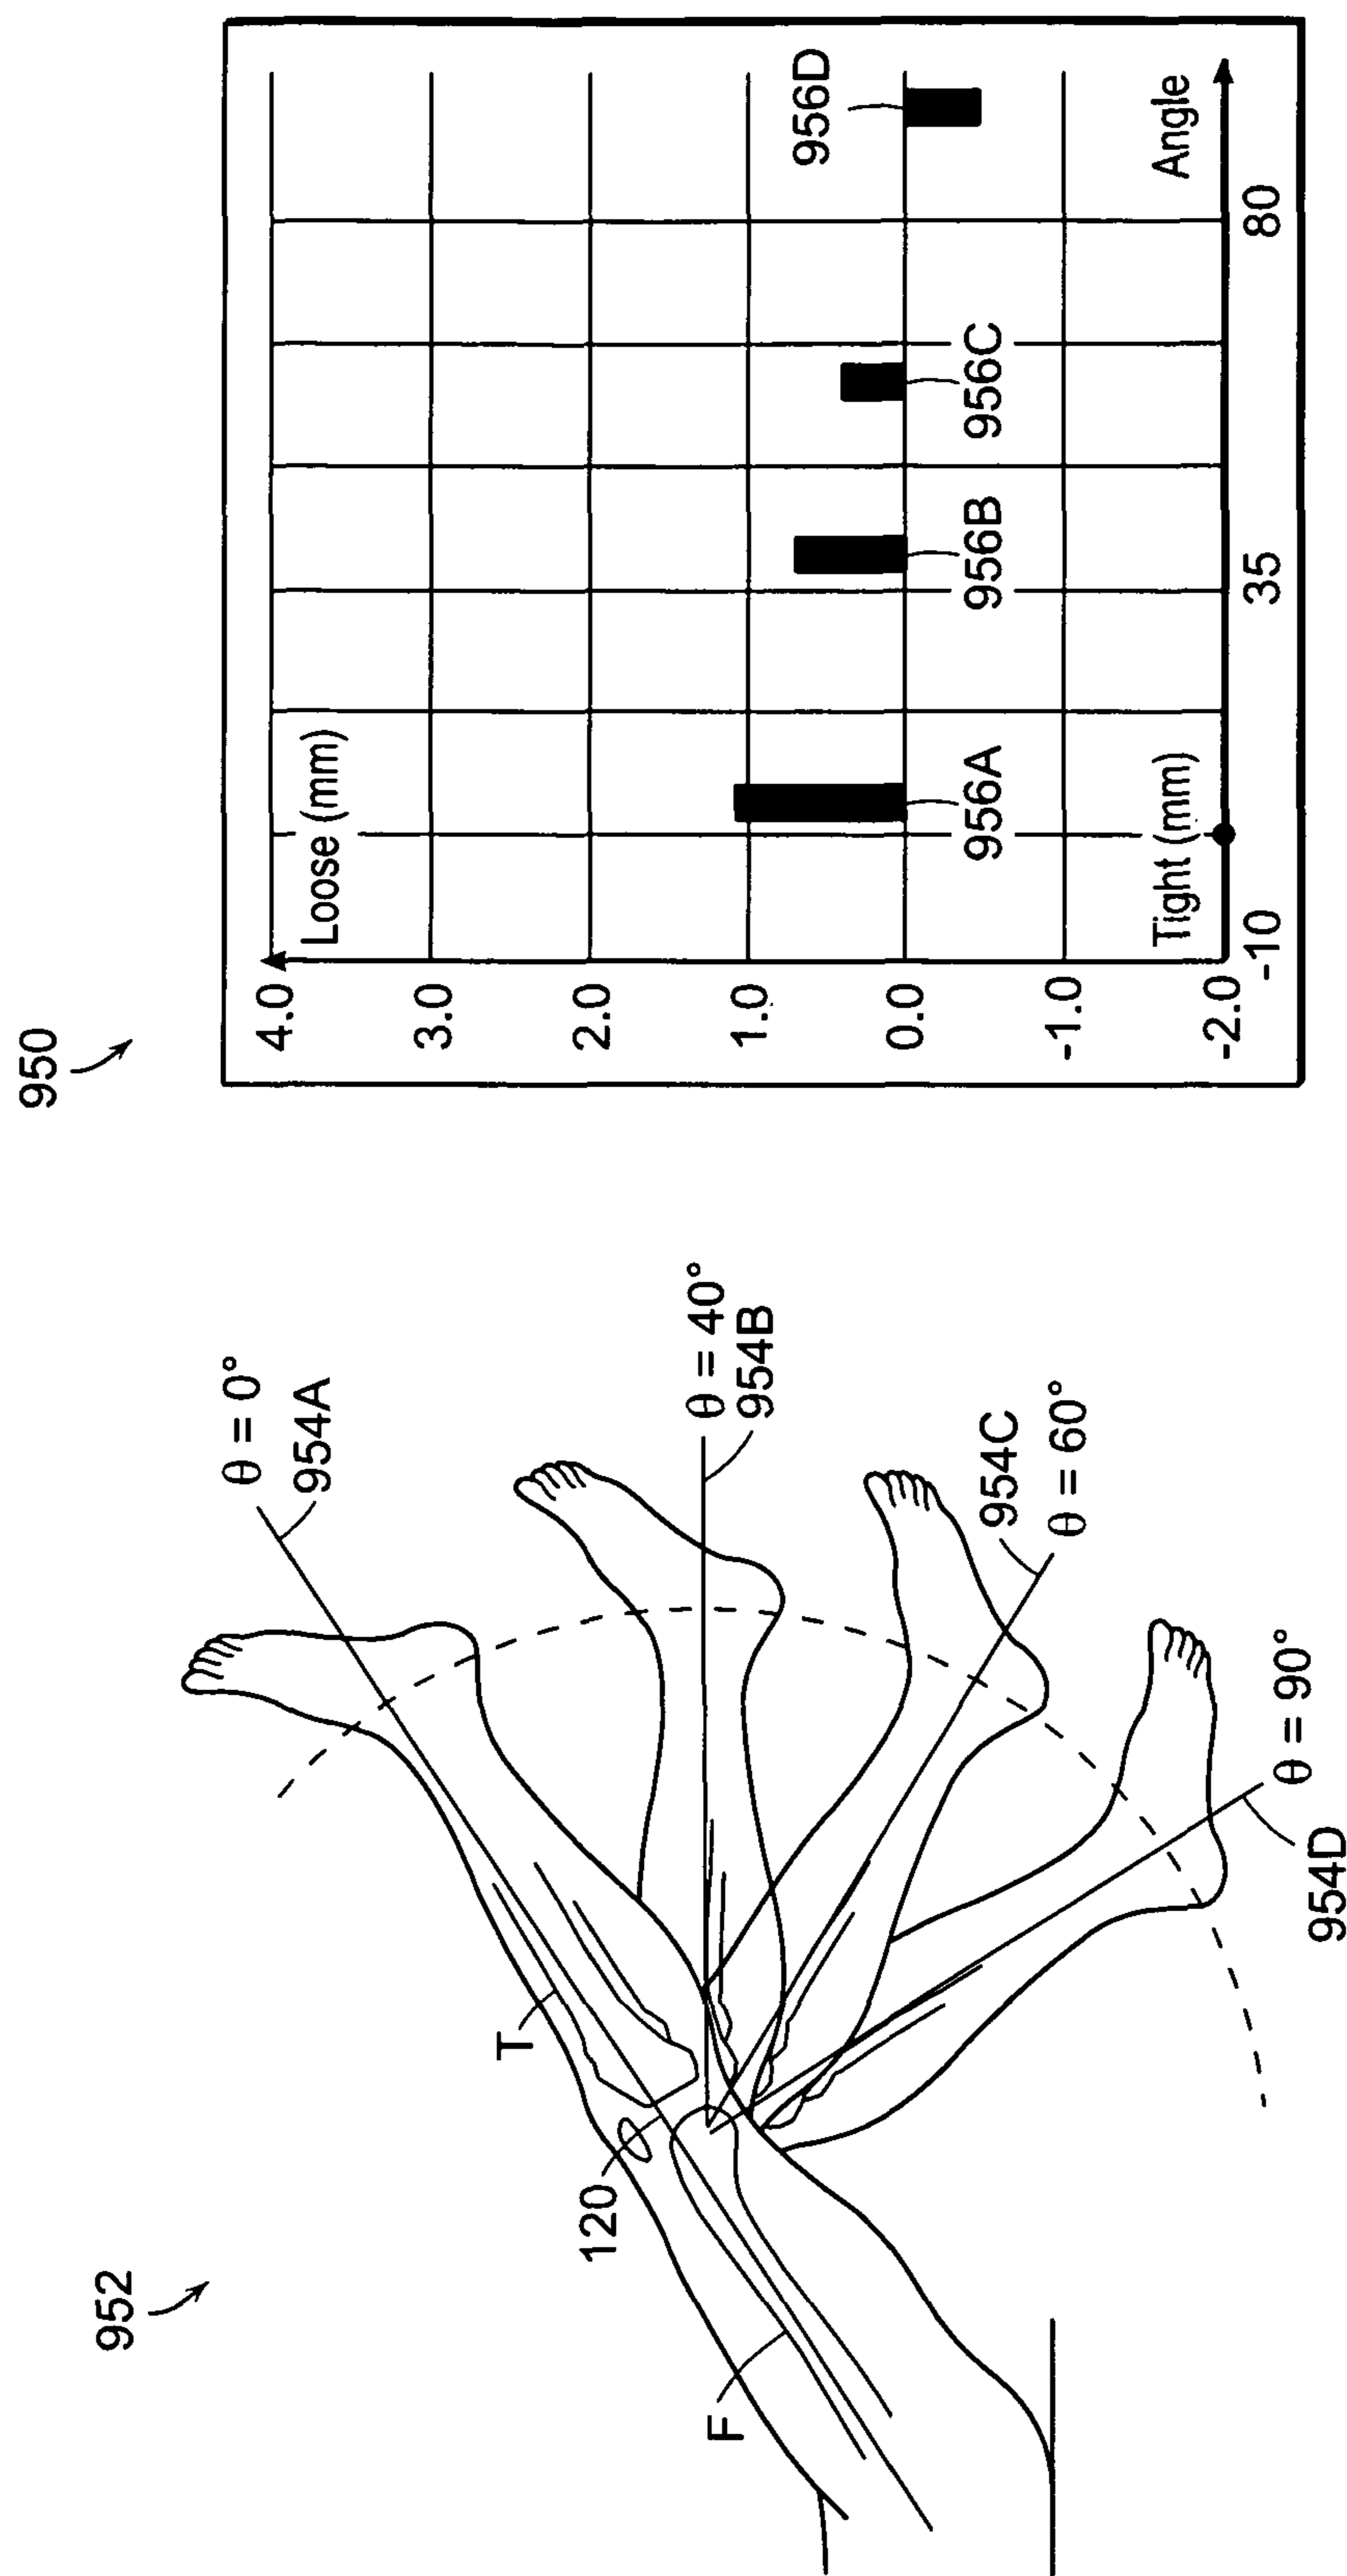 952
120
T
F
θ = 0°
954A
θ = 40°
954B
954C
θ = 60°
θ = 90°
954D
950
4.0
3.0
2.0
1.0
0.0
-1.0
-2.0
Loose (mm)
Tight (mm)
956A
956B
956C
956D
Angle
-10
35
80